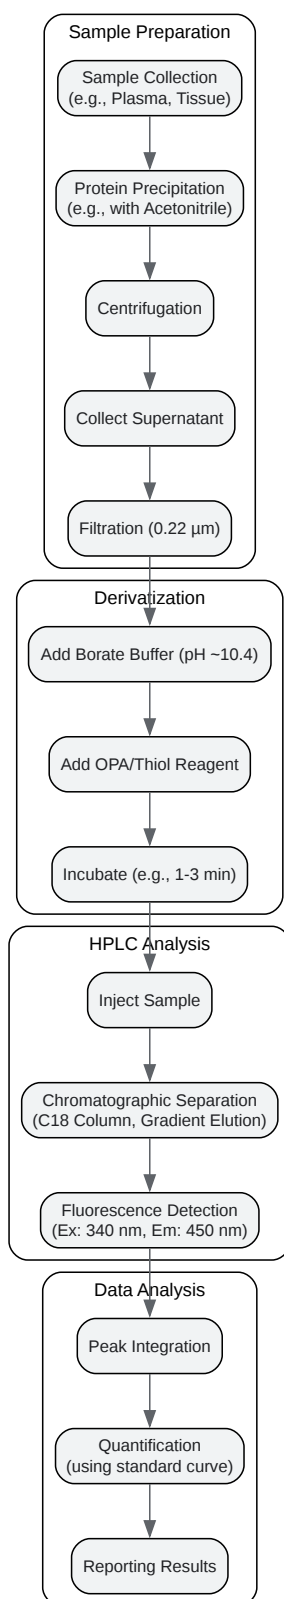 Sample Preparation
Sample Collection
(e.g., Plasma, Tissue)
Protein Precipitation
(e.g., with Acetonitrile)
Centrifugation
Collect Supernatant
Filtration (0.22 µm)
Derivatization
Add Borate Buffer (pH ~10.4)
Add OPA/Thiol Reagent
Incubate (e.g., 1-3 min)
HPLC Analysis
Inject Sample
Chromatographic Separation
(C18 Column, Gradient Elution)
Fluorescence Detection
(Ex: 340 nm, Em: 450 nm)
Data Analysis
Peak Integration
Quantification
(using standard curve)
Reporting Results